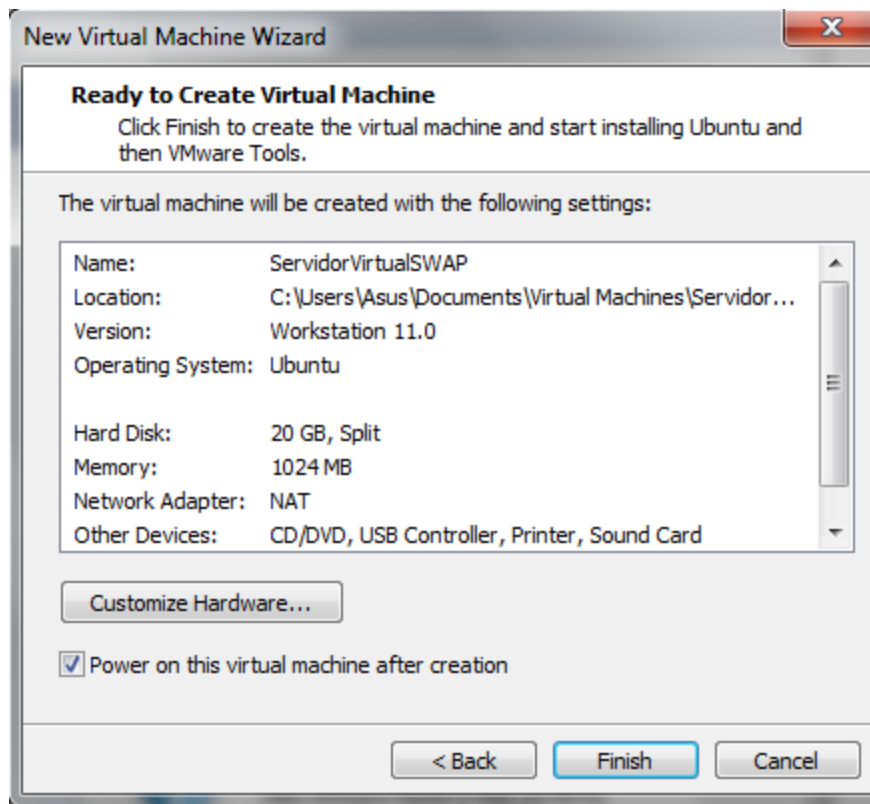 New Virtual Machine Wizard
Ready to Create Virtual Machine
Click Finish to create the virtual machine and start installing Ubuntu and
then VMware Tools.
The virtual machine will be created with the following settings:
Name: ServidorVirtualSWAP
Location: C:\Users\Asus\Documents\Virtual Machines\Servidor...
Version: Workstation 11.0
Operating System: Ubuntu
Hard Disk: 20 GB, Split
Memory: 1024 MB
Network Adapter: NAT
Other Devices: CD/DVD, USB Controller, Printer, Sound Card
Customize Hardware...
Power on this virtual machine after creation
< Back Finish Cancel